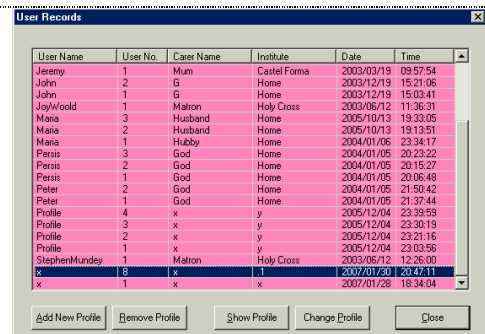 User Records
User Name User No. Carer Name Institute Date Time
Jeremy 1 Mum Castel Forma 2003/03/19 09:57:54
John 2 G Home 2003/12/19 15:21:06
John 1 G Home 2003/12/19 15:03:41
JoyWoold 1 Matron Holy Cross 2003/06/12 11:36:31
Maria 3 Husband Home 2005/10/13 19:33:05
Maria 2 Husband Home 2005/10/13 19:13:51
Maria 1 Hubby Home 2004/01/06 23:34:17
Persis 3 God Home 2004/01/05 20:23:22
Persis 2 God Home 2004/01/05 20:15:27
Persis 1 God Home 2004/01/05 20:06:48
Peter 2 God Home 2004/01/05 21:50:42
Peter 1 God Home 2004/01/05 21:37:44
Profile 4 x y 2005/12/04 23:39:59
Profile 3 x y 2005/12/04 23:30:19
Profile 2 x y 2005/12/04 23:21:16
Profile 1 x y 2005/12/04 23:03:56
StephenMundey 1 Matron Holy Cross 2003/06/12 12:26:00
x 8 x .1 2007/01/30 20:47:11
x 1 x x 2007/01/28 18:34:04
Add New Profile Remove Profile Show Profile Change Profile Close